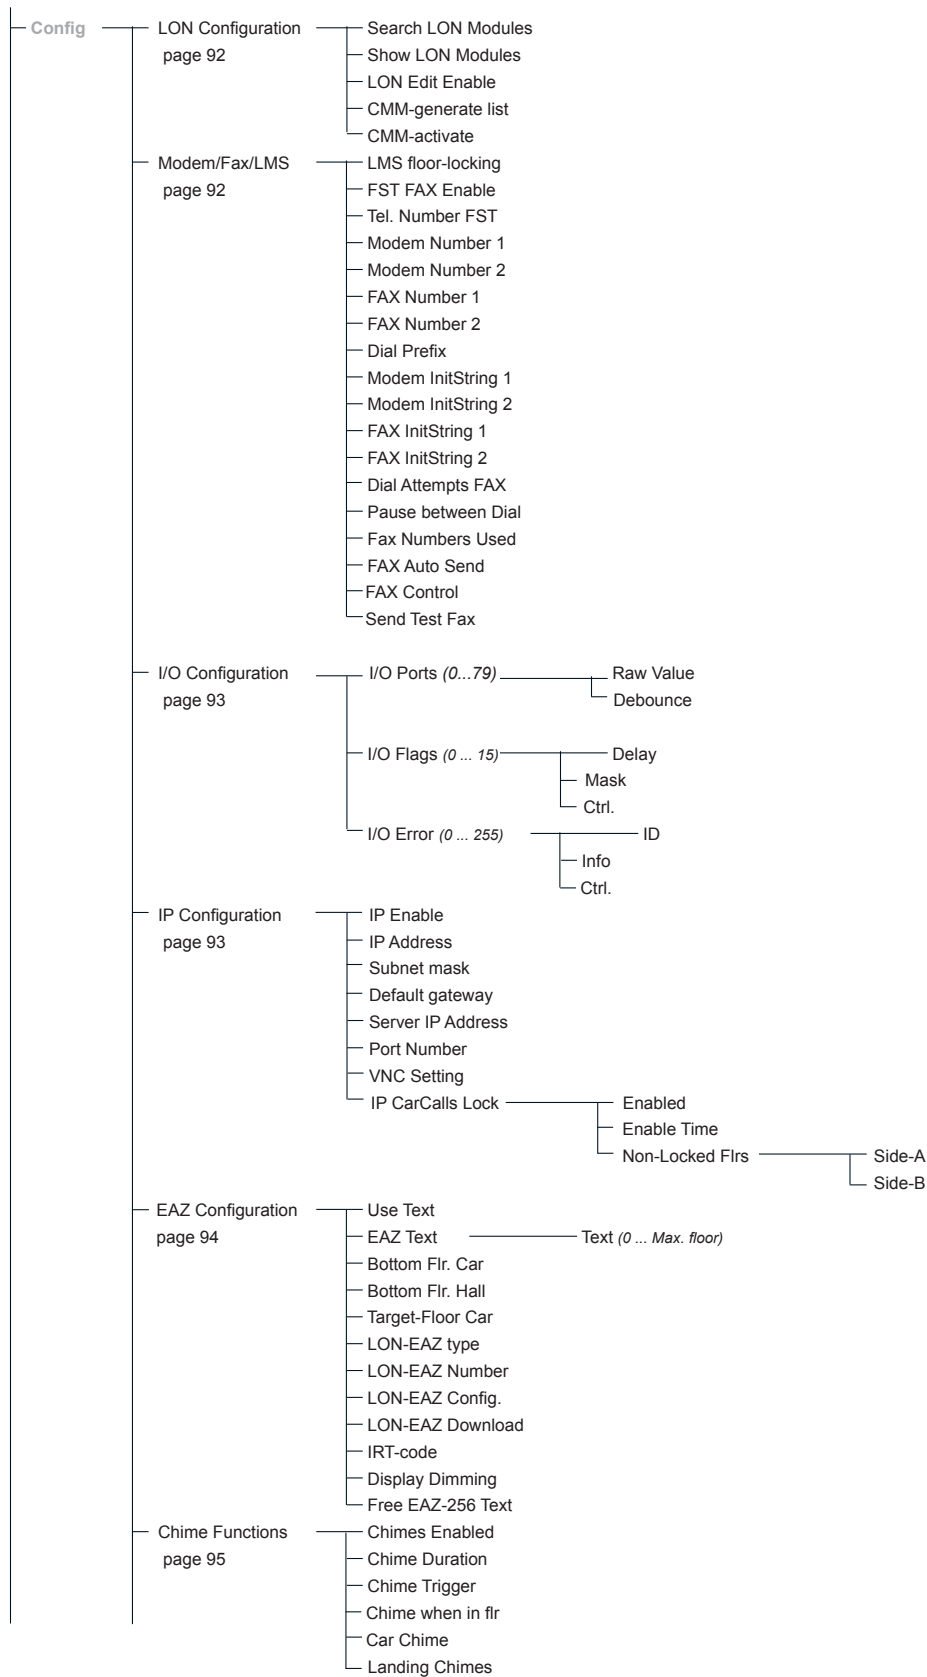 Config LON Configuration Search LON Modules
page 92 Show LON Modules
LON Edit Enable
CMM-generate list
CMM-activate
Modem/Fax/LMS LMS floor-locking
page 92 FST FAX Enable
Tel. Number FST
Modem Number 1
Modem Number 2
FAX Number 1
FAX Number 2
Dial Prefix
Modem InitString 1
Modem InitString 2
FAX InitString 1
FAX InitString 2
Dial Attempts FAX
Pause between Dial
Fax Numbers Used
FAX Auto Send
FAX Control
Send Test Fax
I/O Configuration I/O Ports (0...79) Raw Value
page 93 Debounce
I/O Flags (0 ... 15) Delay
Mask
Ctrl.
I/O Error (0 ... 255) ID
Info
Ctrl.
IP Configuration IP Enable
page 93 IP Address
Subnet mask
Default gateway
Server IP Address
Port Number
VNC Setting
IP CarCalls Lock Enabled
Enable Time
Non-Locked Flrs Side-A
Side-B
EAZ Configuration Use Text
page 94 EAZ Text Text (0 ... Max. floor)
Bottom Flr. Car
Bottom Flr. Hall
Target-Floor Car
LON-EAZ type
LON-EAZ Number
LON-EAZ Config.
LON-EAZ Download
IRT-code
Display Dimming
Free EAZ-256 Text
Chime Functions Chimes Enabled
page 95 Chime Duration
Chime Trigger
Chime when in flr
Car Chime
Landing Chimes